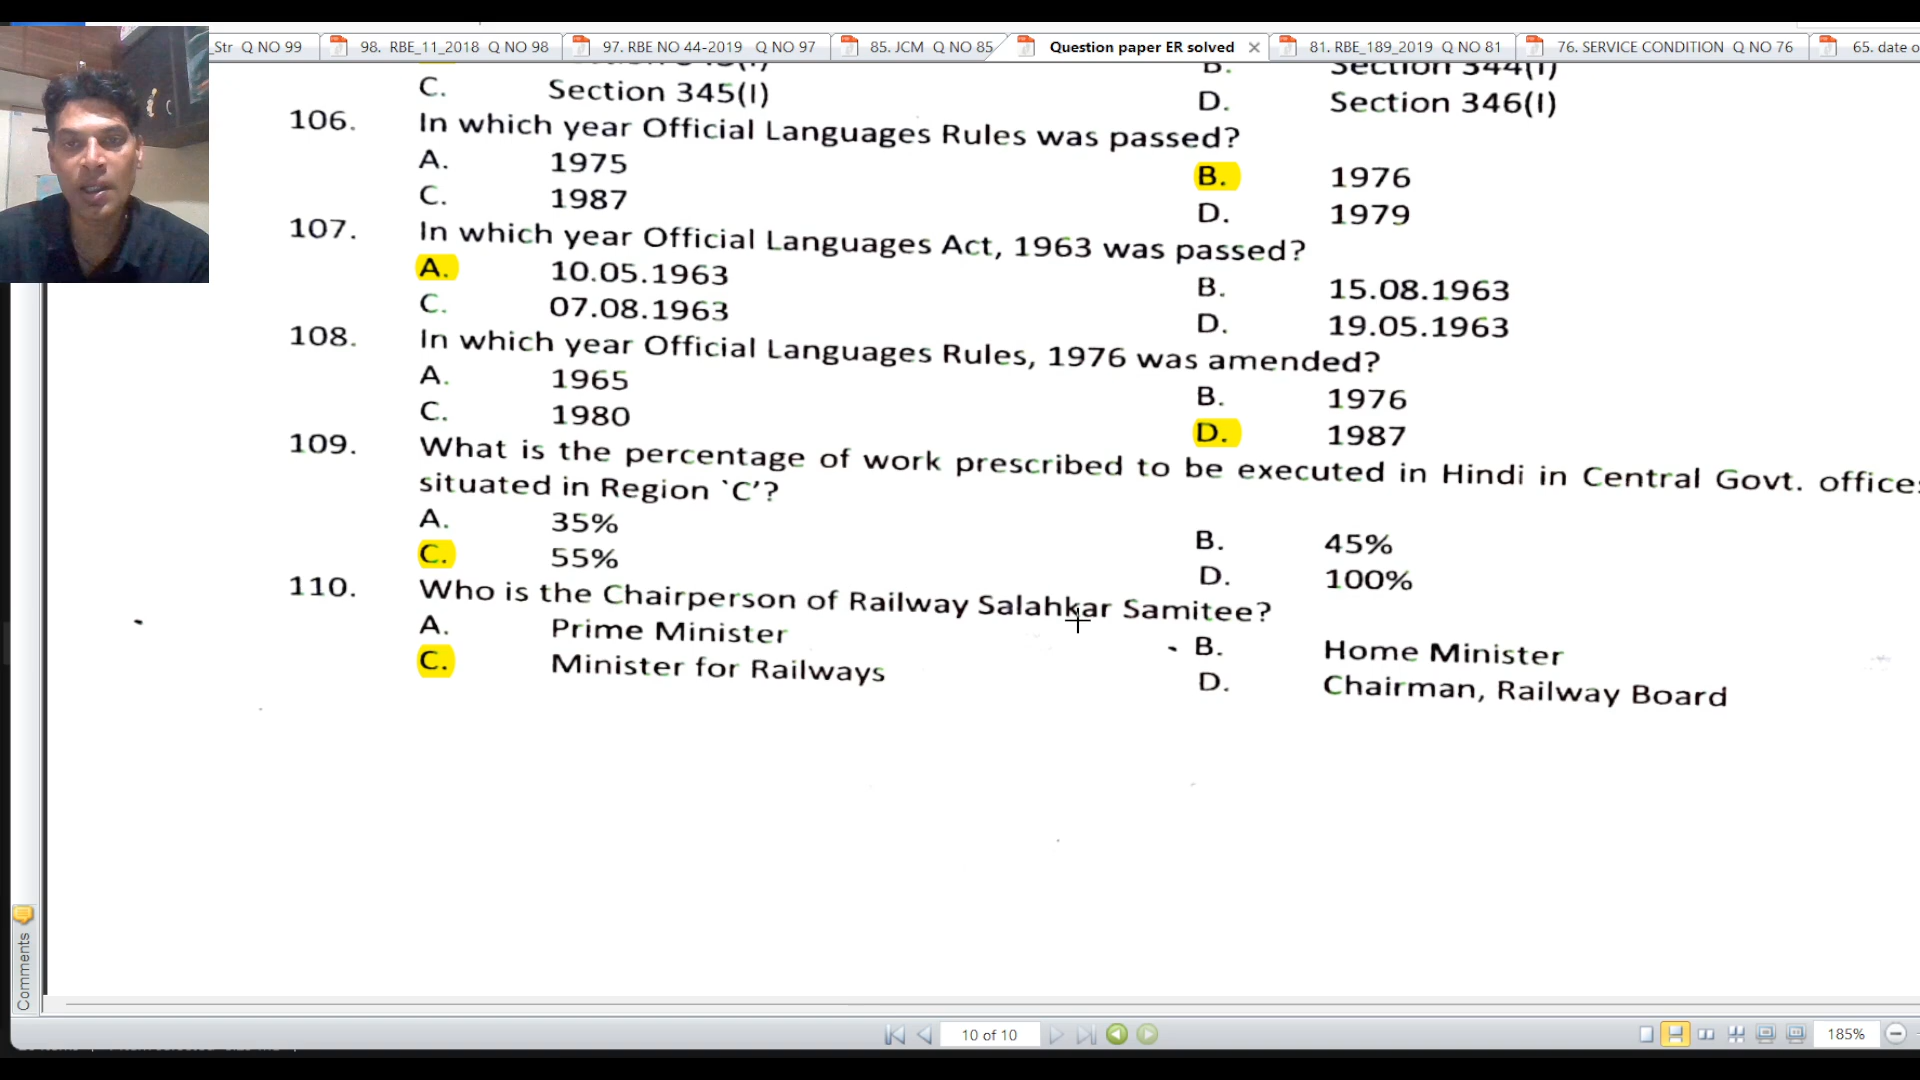 _Str Q NO 99
98. RBE_11_2018 Q NO 98
97. RBE NO 44-2019 Q NO 97
85. JCM Q NO 85
Question paper ER solved
81. RBE_189_2019 Q NO 81
76. SERVICE CONDITION Q NO 76
65. date o
B. Section 344(I)
C. Section 345(I)
D. Section 346(I)
106. In which year Official Languages Rules was passed?
A. 1975
B. 1976
C. 1987
D. 1979
107. In which year Official Languages Act, 1963 was passed?
A. 10.05.1963
B. 15.08.1963
C. 07.08.1963
D. 19.05.1963
108. In which year Official Languages Rules, 1976 was amended?
A. 1965
B. 1976
C. 1980
D. 1987
109. What is the percentage of work prescribed to be executed in Hindi in Central Govt. offices
situated in Region `C’?
A. 35%
B. 45%
C. 55%
D. 100%
110. Who is the Chairperson of Railway Salahkar Samitee?
A. Prime Minister
B. Home Minister
C. Minister for Railways
D. Chairman, Railway Board
Comments
10 of 10
185%